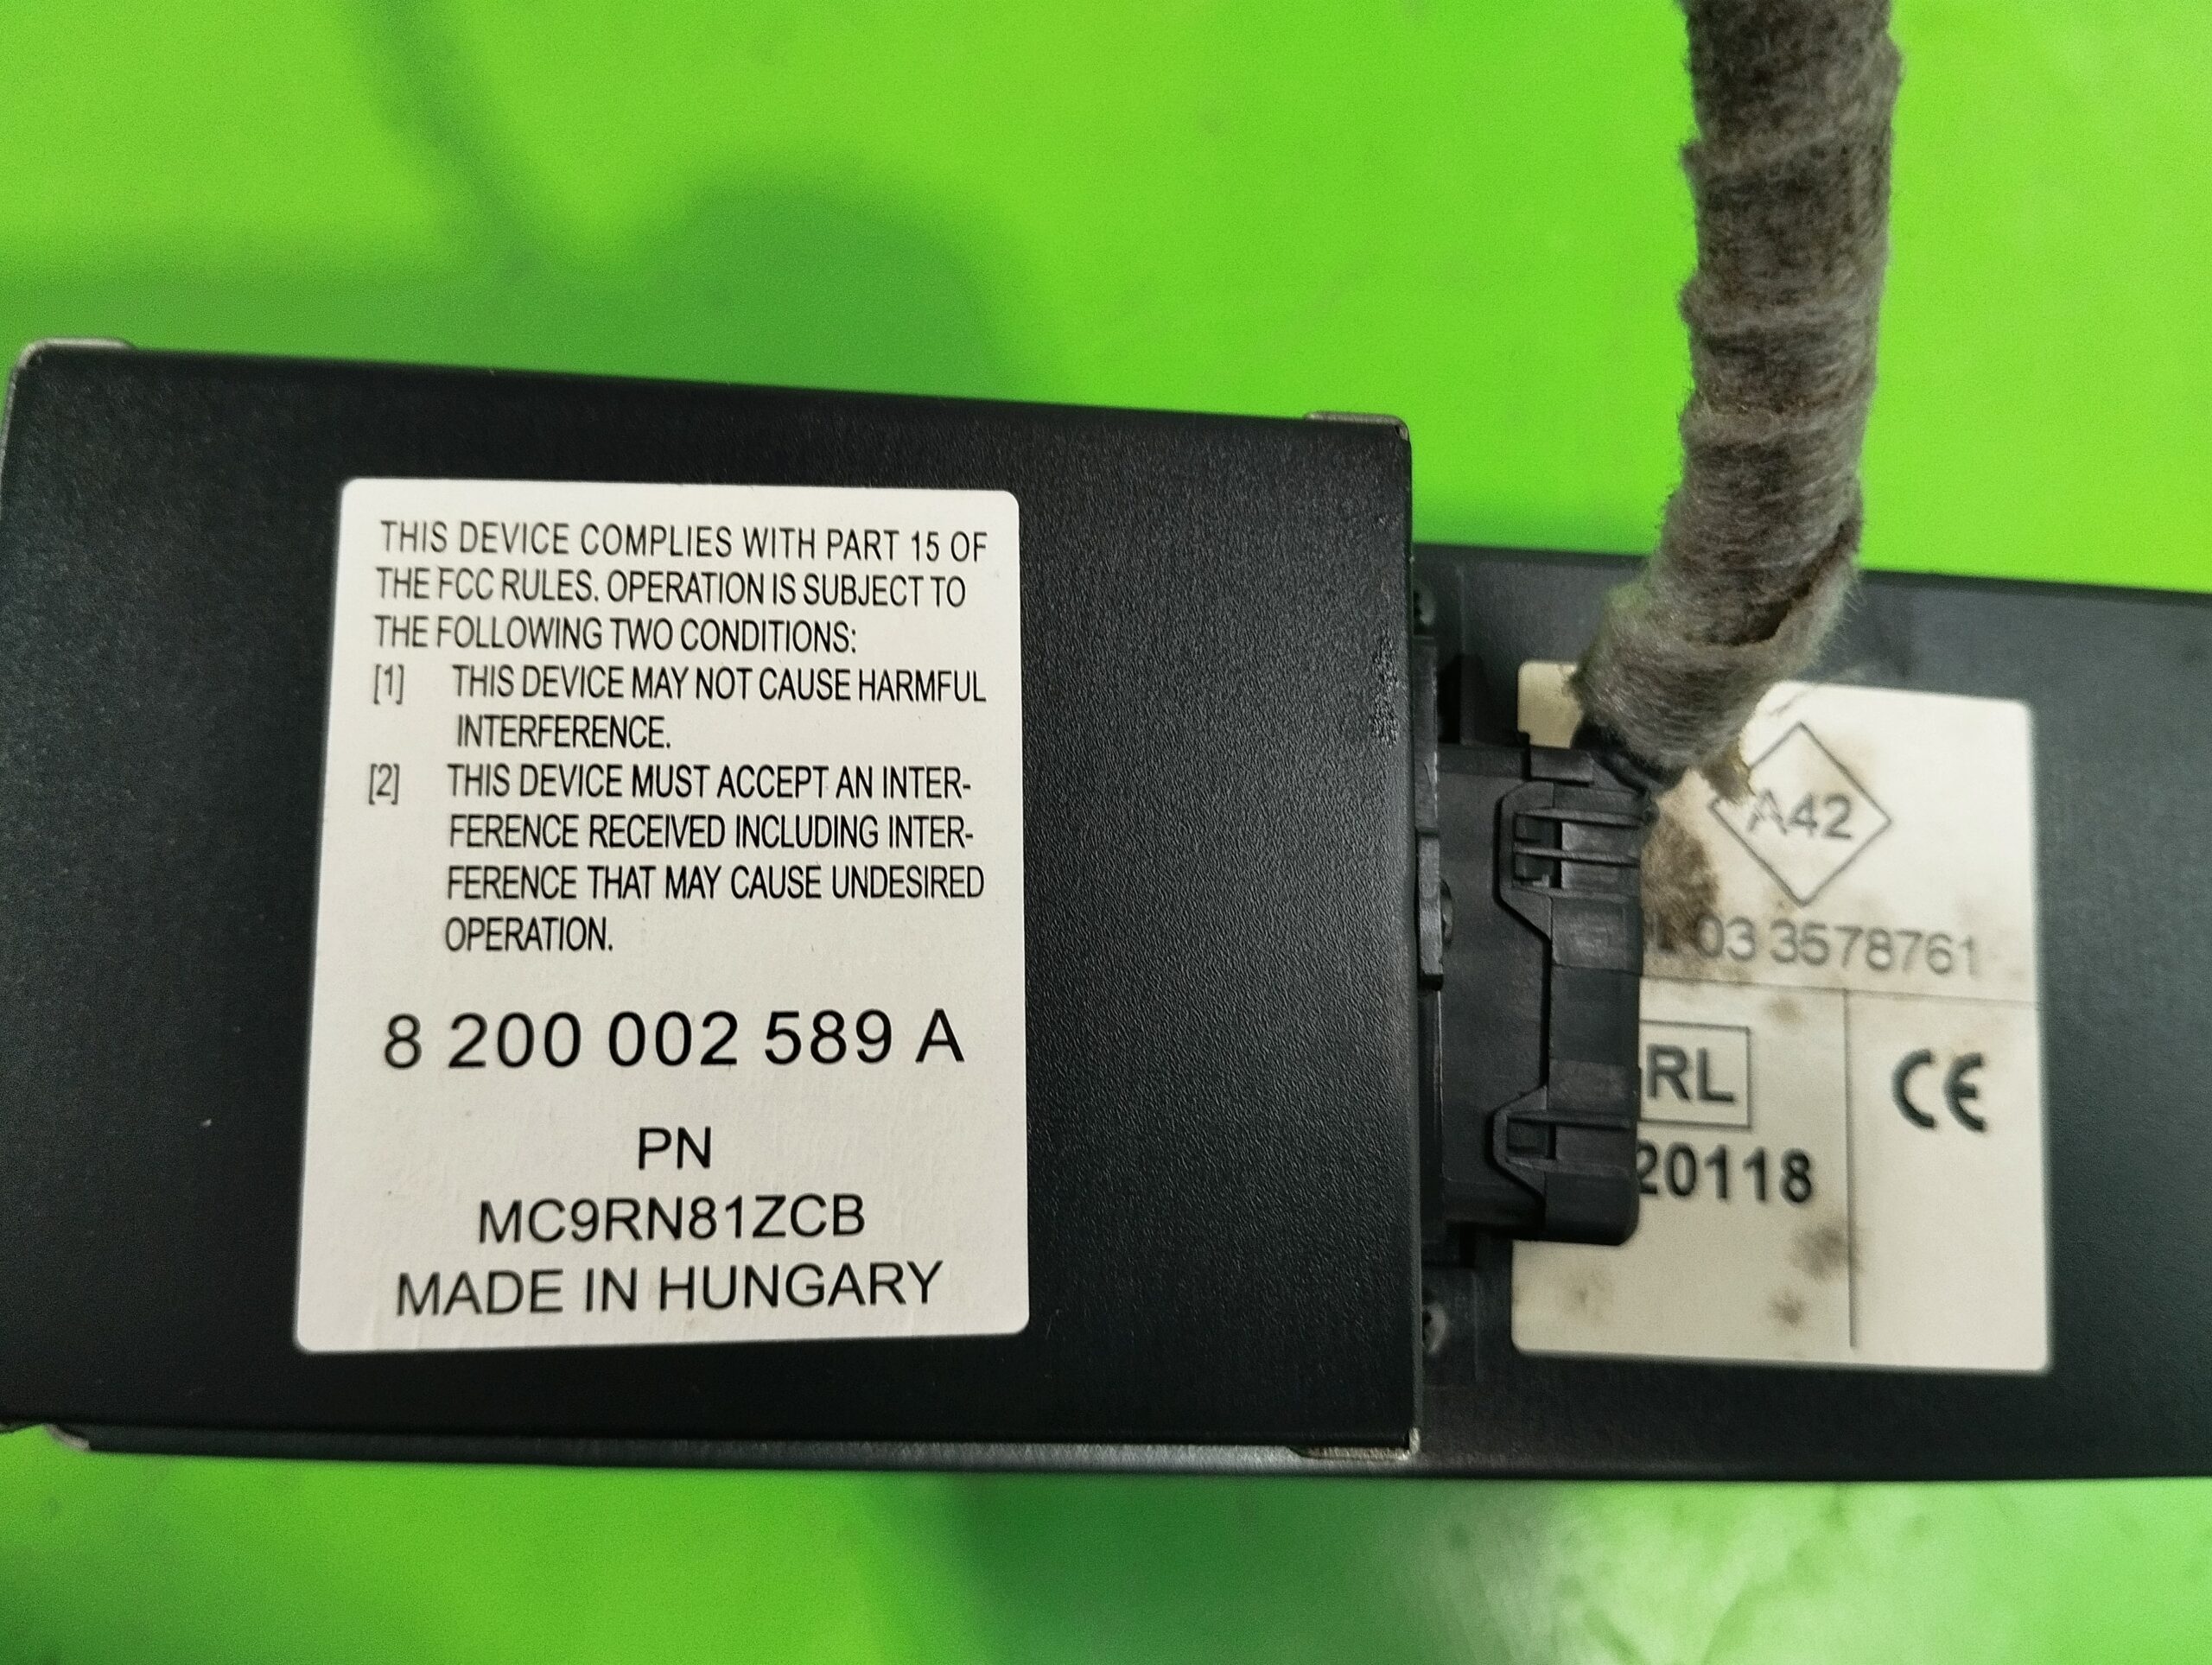 THIS DEVICE COMPLIES WITH PART 15 OF
THE FCC RULES. OPERATION IS SUBJECT TO
THE FOLLOWING TWO CONDITIONS:
[1] THIS DEVICE MAY NOT CAUSE HARMFUL
INTERFERENCE.
[2] THIS DEVICE MUST ACCEPT AN INTER-
FERENCE RECEIVED INCLUDING INTER-
FERENCE THAT MAY CAUSE UNDESIRED
OPERATION.
8 200 002 589 A
PN
MC9RN81ZCB
MADE IN HUNGARY
A42
03 3578761
RL
20118
CE